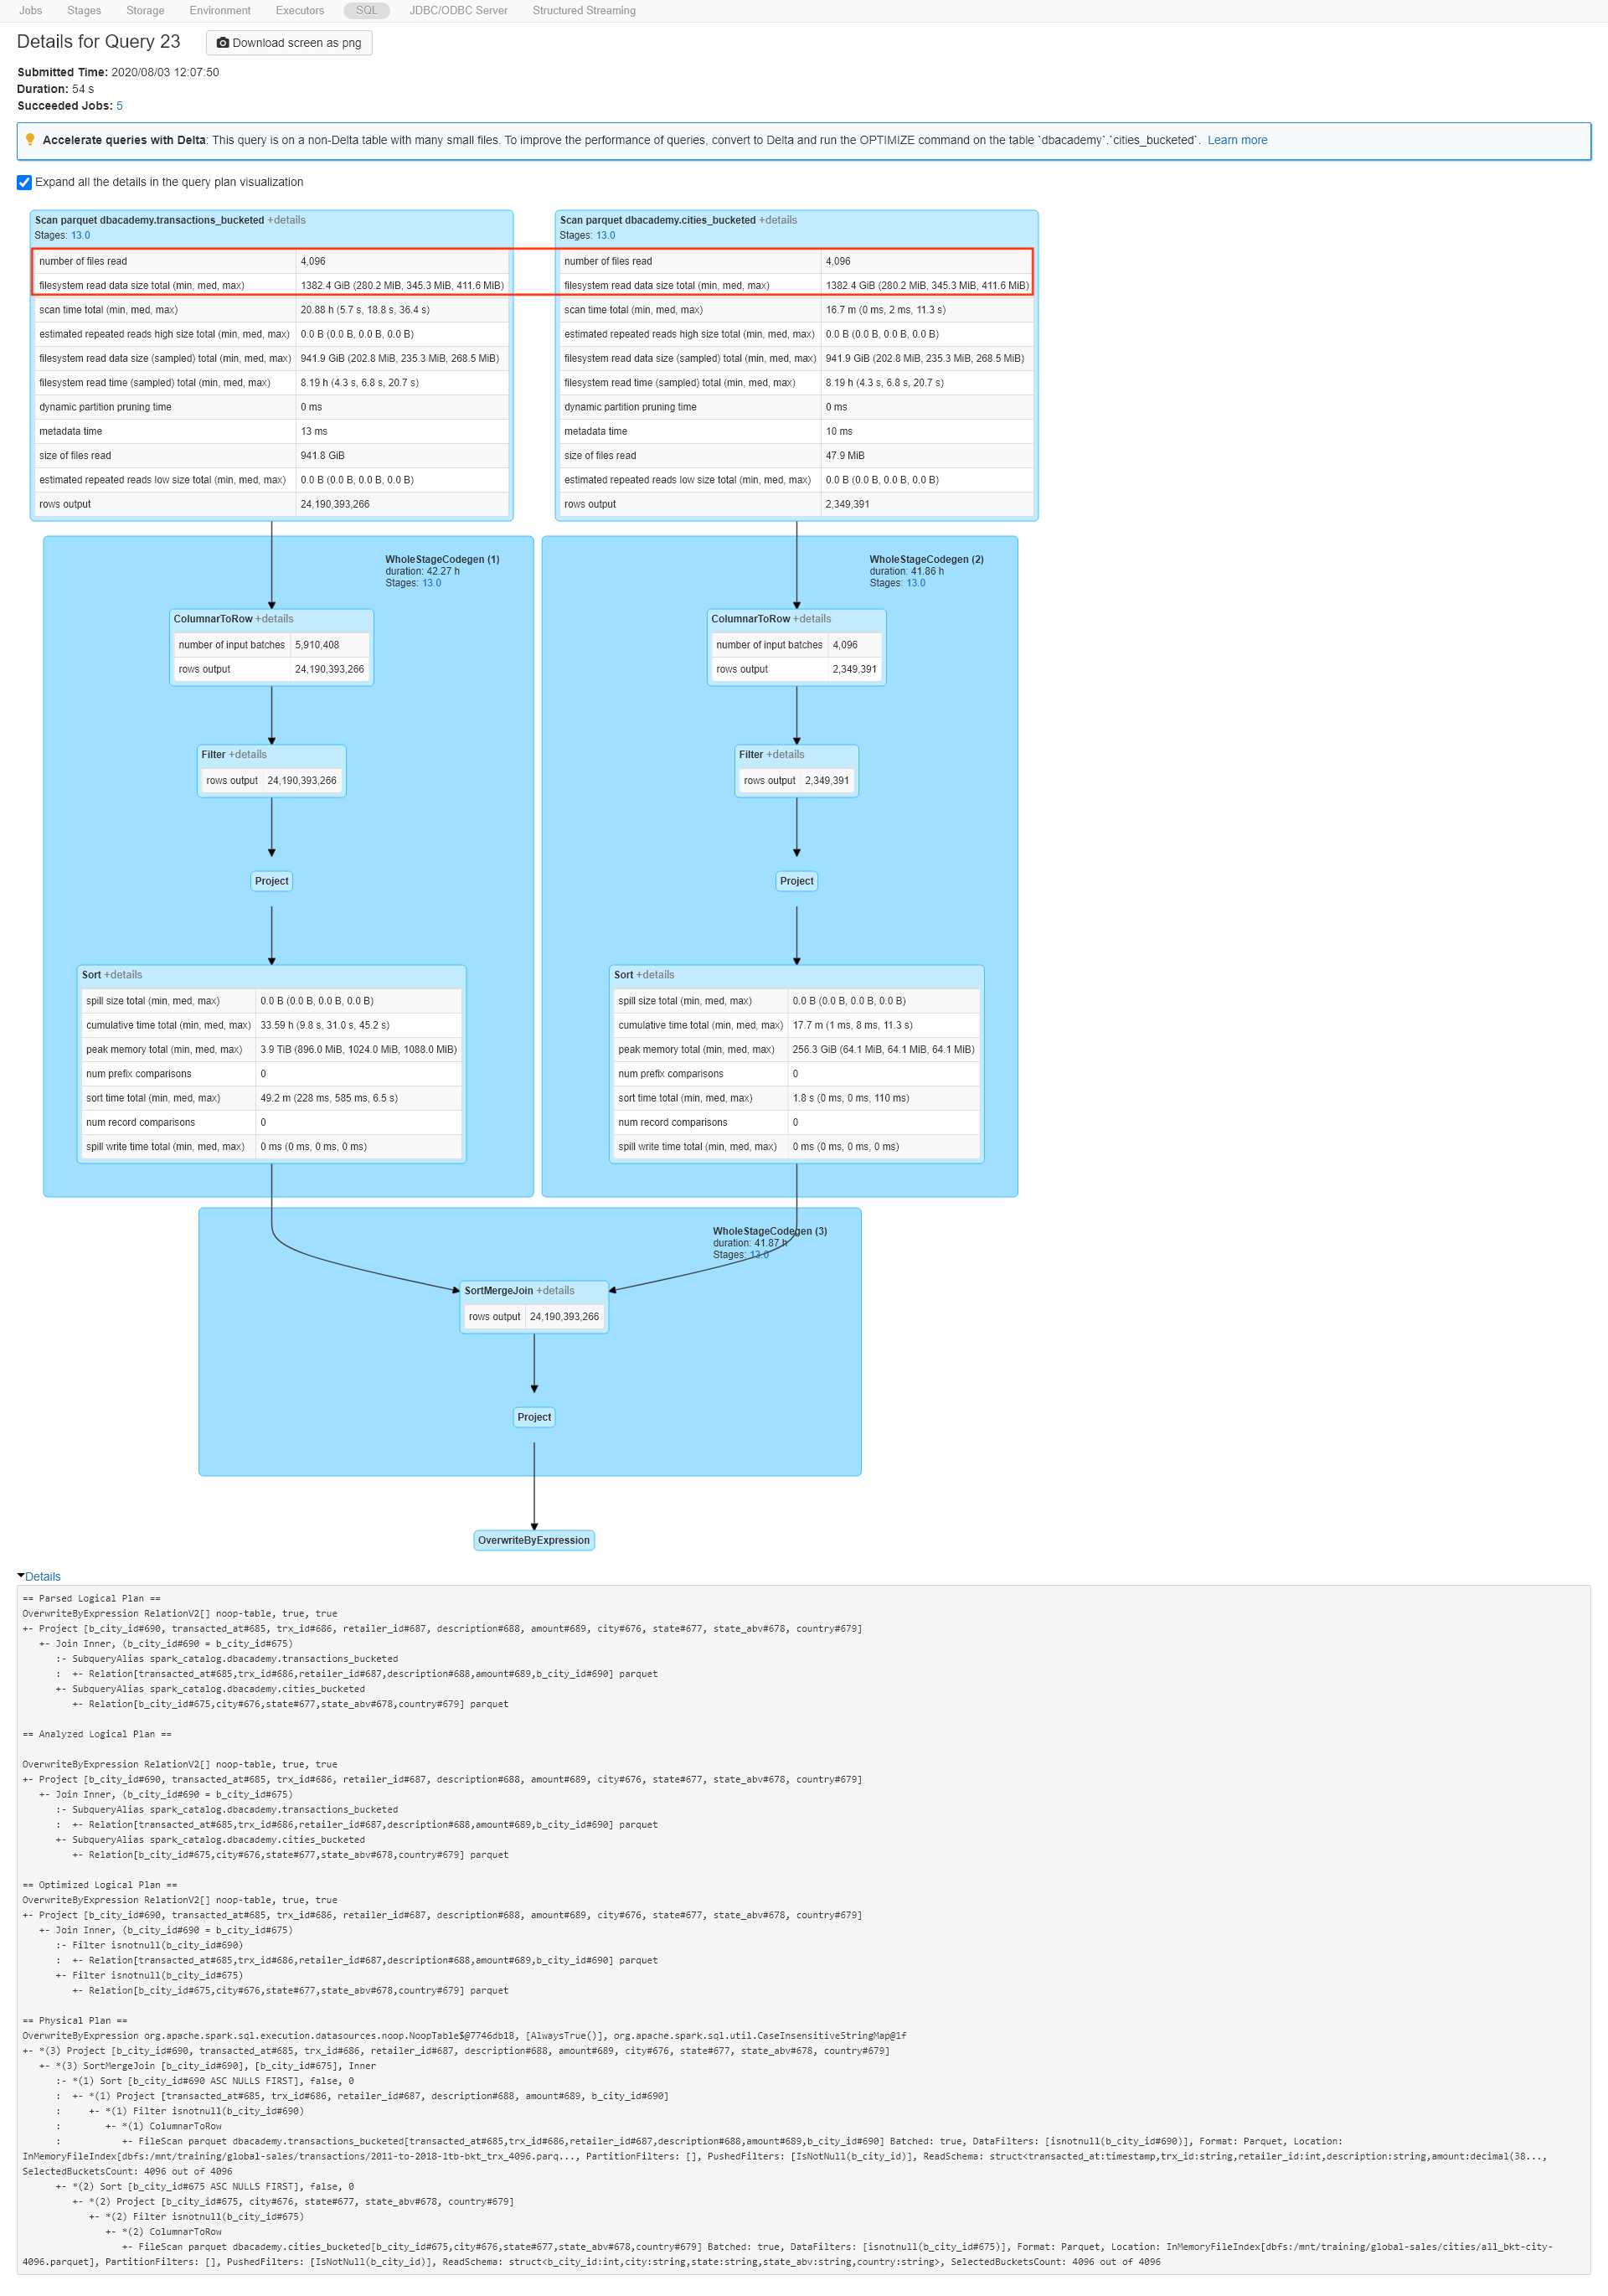 Jobs Stages Storage Environment Executors SQL JDBC/ODBC Server Structured Streaming
Details for Query 23 Download screen as png
Submitted Time: 2020/08/03 12:07:50
Duration: 54 s
Succeeded Jobs: 5
Accelerate queries with Delta: This query is on a non-Delta table with many small files. To improve the performance of queries, convert to Delta and run the OPTIMIZE command on the table `dbacademy`.`cities_bucketed`. Learn more
Expand all the details in the query plan visualization
Scan parquet dbacademy.transactions_bucketed +details
Stages: 13.0
number of files read 4,096
filesystem read data size total (min, med, max) 1382.4 GiB (280.2 MiB, 345.3 MiB, 411.6 MiB)
scan time total (min, med, max) 20.88 h (5.7 s, 18.8 s, 36.4 s)
estimated repeated reads high size total (min, med, max) 0.0 B (0.0 B, 0.0 B, 0.0 B)
filesystem read data size (sampled) total (min, med, max) 941.9 GiB (202.8 MiB, 235.3 MiB, 268.5 MiB)
filesystem read time (sampled) total (min, med, max) 8.19 h (4.3 s, 6.8 s, 20.7 s)
dynamic partition pruning time 0 ms
metadata time 13 ms
size of files read 941.8 GiB
estimated repeated reads low size total (min, med, max) 0.0 B (0.0 B, 0.0 B, 0.0 B)
rows output 24,190,393,266
Scan parquet dbacademy.cities_bucketed +details
Stages: 13.0
number of files read 4,096
filesystem read data size total (min, med, max) 1382.4 GiB (280.2 MiB, 345.3 MiB, 411.6 MiB)
scan time total (min, med, max) 16.7 m (0 ms, 2 ms, 11.3 s)
estimated repeated reads high size total (min, med, max) 0.0 B (0.0 B, 0.0 B, 0.0 B)
filesystem read data size (sampled) total (min, med, max) 941.9 GiB (202.8 MiB, 235.3 MiB, 268.5 MiB)
filesystem read time (sampled) total (min, med, max) 8.19 h (4.3 s, 6.8 s, 20.7 s)
dynamic partition pruning time 0 ms
metadata time 10 ms
size of files read 47.9 MiB
estimated repeated reads low size total (min, med, max) 0.0 B (0.0 B, 0.0 B, 0.0 B)
rows output 2,349,391
WholeStageCodegen (1)
duration: 42.27 h
Stages: 13.0
ColumnarToRow +details
number of input batches 5,910,408
rows output 24,190,393,266
Filter +details
rows output 24,190,393,266
Project
Sort +details
spill size total (min, med, max) 0.0 B (0.0 B, 0.0 B, 0.0 B)
cumulative time total (min, med, max) 33.59 h (9.8 s, 31.0 s, 45.2 s)
peak memory total (min, med, max) 3.9 TiB (896.0 MiB, 1024.0 MiB, 1088.0 MiB)
num prefix comparisons 0
sort time total (min, med, max) 49.2 m (228 ms, 585 ms, 6.5 s)
num record comparisons 0
spill write time total (min, med, max) 0 ms (0 ms, 0 ms, 0 ms)
WholeStageCodegen (2)
duration: 41.86 h
Stages: 13.0
ColumnarToRow +details
number of input batches 4,096
rows output 2,349,391
Filter +details
rows output 2,349,391
Project
Sort +details
spill size total (min, med, max) 0.0 B (0.0 B, 0.0 B, 0.0 B)
cumulative time total (min, med, max) 17.7 m (1 ms, 8 ms, 11.3 s)
peak memory total (min, med, max) 256.3 GiB (64.1 MiB, 64.1 MiB, 64.1 MiB)
num prefix comparisons 0
sort time total (min, med, max) 1.8 s (0 ms, 0 ms, 110 ms)
num record comparisons 0
spill write time total (min, med, max) 0 ms (0 ms, 0 ms, 0 ms)
WholeStageCodegen (3)
duration: 41.87 h
Stages: 13.0
SortMergeJoin +details
rows output 24,190,393,266
Project
OverwriteByExpression
Details
== Parsed Logical Plan ==
OverwriteByExpression RelationV2[] noop-table, true, true
+- Project [b_city_id#690, transacted_at#685, trx_id#686, retailer_id#687, description#688, amount#689, city#676, state#677, state_abv#678, country#679]
+- Join Inner, (b_city_id#690 = b_city_id#675)
:- SubqueryAlias spark_catalog.dbacademy.transactions_bucketed
: +- Relation[transacted_at#685,trx_id#686,retailer_id#687,description#688,amount#689,b_city_id#690] parquet
+- SubqueryAlias spark_catalog.dbacademy.cities_bucketed
+- Relation[b_city_id#675,city#676,state#677,state_abv#678,country#679] parquet
== Analyzed Logical Plan ==
OverwriteByExpression RelationV2[] noop-table, true, true
+- Project [b_city_id#690, transacted_at#685, trx_id#686, retailer_id#687, description#688, amount#689, city#676, state#677, state_abv#678, country#679]
+- Join Inner, (b_city_id#690 = b_city_id#675)
:- SubqueryAlias spark_catalog.dbacademy.transactions_bucketed
: +- Relation[transacted_at#685,trx_id#686,retailer_id#687,description#688,amount#689,b_city_id#690] parquet
+- SubqueryAlias spark_catalog.dbacademy.cities_bucketed
+- Relation[b_city_id#675,city#676,state#677,state_abv#678,country#679] parquet
== Optimized Logical Plan ==
OverwriteByExpression RelationV2[] noop-table, true, true
+- Project [b_city_id#690, transacted_at#685, trx_id#686, retailer_id#687, description#688, amount#689, city#676, state#677, state_abv#678, country#679]
+- Join Inner, (b_city_id#690 = b_city_id#675)
:- Filter isnotnull(b_city_id#690)
: +- Relation[transacted_at#685,trx_id#686,retailer_id#687,description#688,amount#689,b_city_id#690] parquet
+- Filter isnotnull(b_city_id#675)
+- Relation[b_city_id#675,city#676,state#677,state_abv#678,country#679] parquet
== Physical Plan ==
OverwriteByExpression org.apache.spark.sql.execution.datasources.noop.NoopTable$@7746db18, [AlwaysTrue()], org.apache.spark.sql.util.CaseInsensitiveStringMap@1f
+- *(3) Project [b_city_id#690, transacted_at#685, trx_id#686, retailer_id#687, description#688, amount#689, city#676, state#677, state_abv#678, country#679]
+- *(3) SortMergeJoin [b_city_id#690], [b_city_id#675], Inner
:- *(1) Sort [b_city_id#690 ASC NULLS FIRST], false, 0
: +- *(1) Project [transacted_at#685, trx_id#686, retailer_id#687, description#688, amount#689, b_city_id#690]
: +- *(1) Filter isnotnull(b_city_id#690)
: +- *(1) ColumnarToRow
: +- FileScan parquet dbacademy.transactions_bucketed[transacted_at#685,trx_id#686,retailer_id#687,description#688,amount#689,b_city_id#690] Batched: true, DataFilters: [isnotnull(b_city_id#690)], Format: Parquet, Location:
InMemoryFileIndex[dbfs:/mnt/training/global-sales/transactions/2011-to-2018-1tb-bkt_trx_4096.parq..., PartitionFilters: [], PushedFilters: [IsNotNull(b_city_id)], ReadSchema: struct<transacted_at:timestamp,trx_id:string,retailer_id:int,description:string,amount:decimal(38...,
SelectedBucketsCount: 4096 out of 4096
+- *(2) Sort [b_city_id#675 ASC NULLS FIRST], false, 0
+- *(2) Project [b_city_id#675, city#676, state#677, state_abv#678, country#679]
+- *(2) Filter isnotnull(b_city_id#675)
+- *(2) ColumnarToRow
+- FileScan parquet dbacademy.cities_bucketed[b_city_id#675,city#676,state#677,state_abv#678,country#679] Batched: true, DataFilters: [isnotnull(b_city_id#675)], Format: Parquet, Location: InMemoryFileIndex[dbfs:/mnt/training/global-sales/cities/all_bkt-city-
4096.parquet], PartitionFilters: [], PushedFilters: [IsNotNull(b_city_id)], ReadSchema: struct<b_city_id:int,city:string,state:string,state_abv:string,country:string>, SelectedBucketsCount: 4096 out of 4096